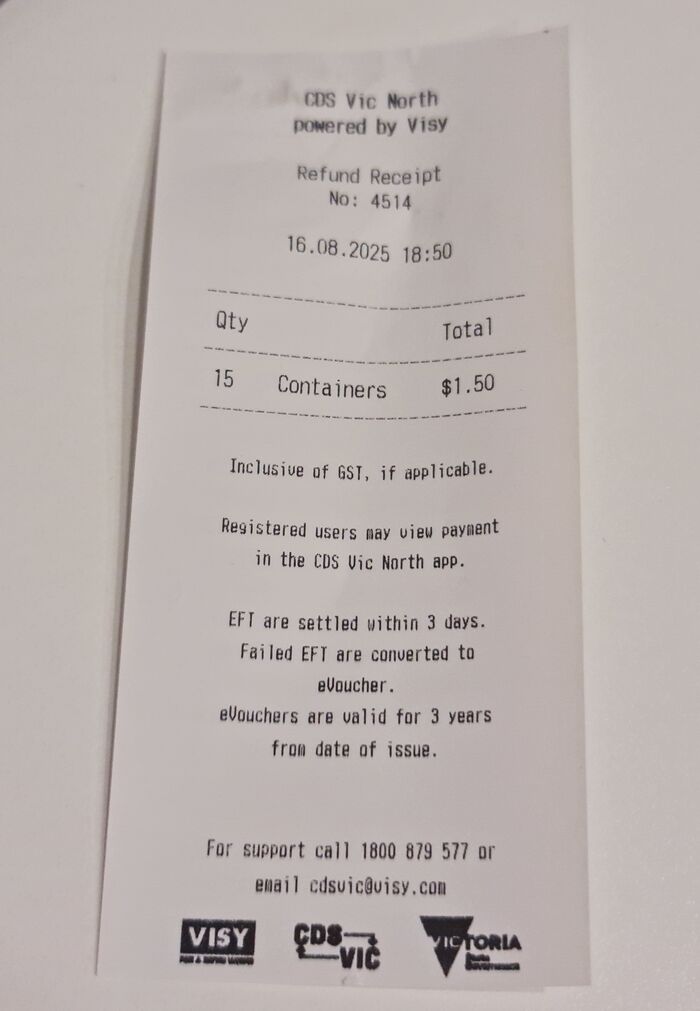 CDS Vic North
powered by Visy
Refund Receipt
No: 4514
16.08.2025 18:50
Qty Total
15 Containers $1.50
Inclusive of GST, if applicable.
Registered users may view payment
in the CDS Vic North app.
EFT are settled within 3 days.
Failed EFT are converted to
eVoucher.
eVouchers are valid for 3 years
from date of issue.
For support call 1800 879 577 or
email cdsvic@visy.com
VISY CDS VIC VICTORIA
State
Government